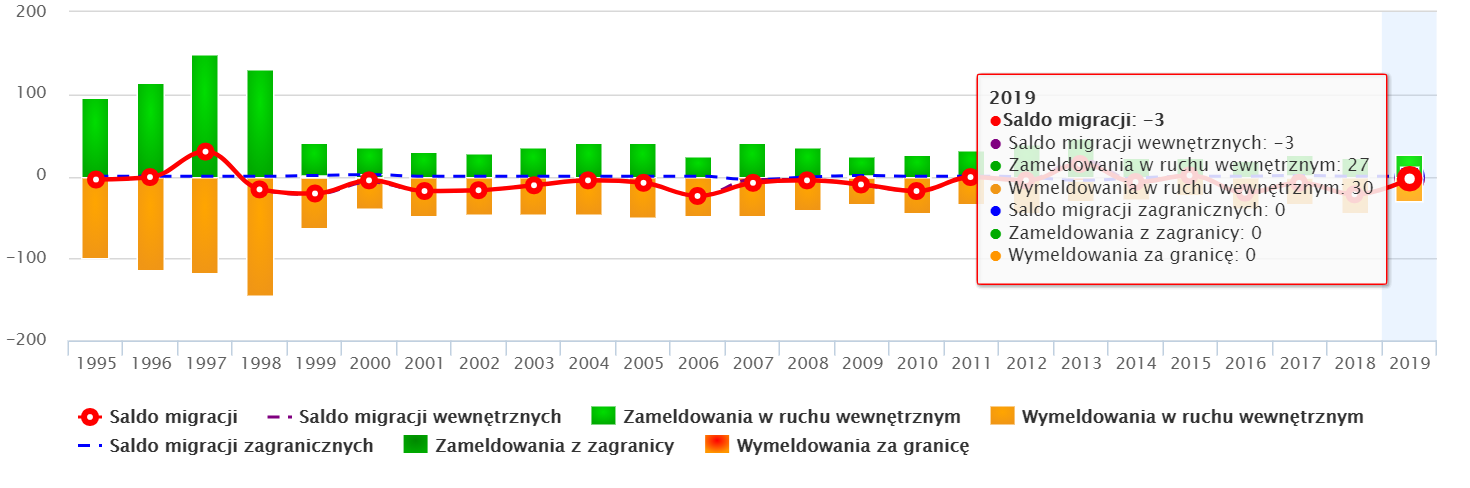 200
100
0
-100
-200
2019
Saldo migracji: -3
Saldo migracji wewnętrznych: -3
Zameldowania w ruchu wewnętrznym: 27
Wymeldowania w ruchu wewnętrznym: 30
Saldo migracji zagranicznych: 0
Zameldowania z zagranicy: 0
Wymeldowania za granicę: 0
1995 1996 1997 1998 1999 2000 2001 2002 2003 2004 2005 2006 2007 2008 2009 2010 2011 2012 2013 2014 2015 2016 2017 2018 2019
Saldo migracji Saldo migracji wewnętrznych Zameldowania w ruchu wewnętrznym Wymeldowania w ruchu wewnętrznym
Saldo migracji zagranicznych Zameldowania z zagranicy Wymeldowania za granicę